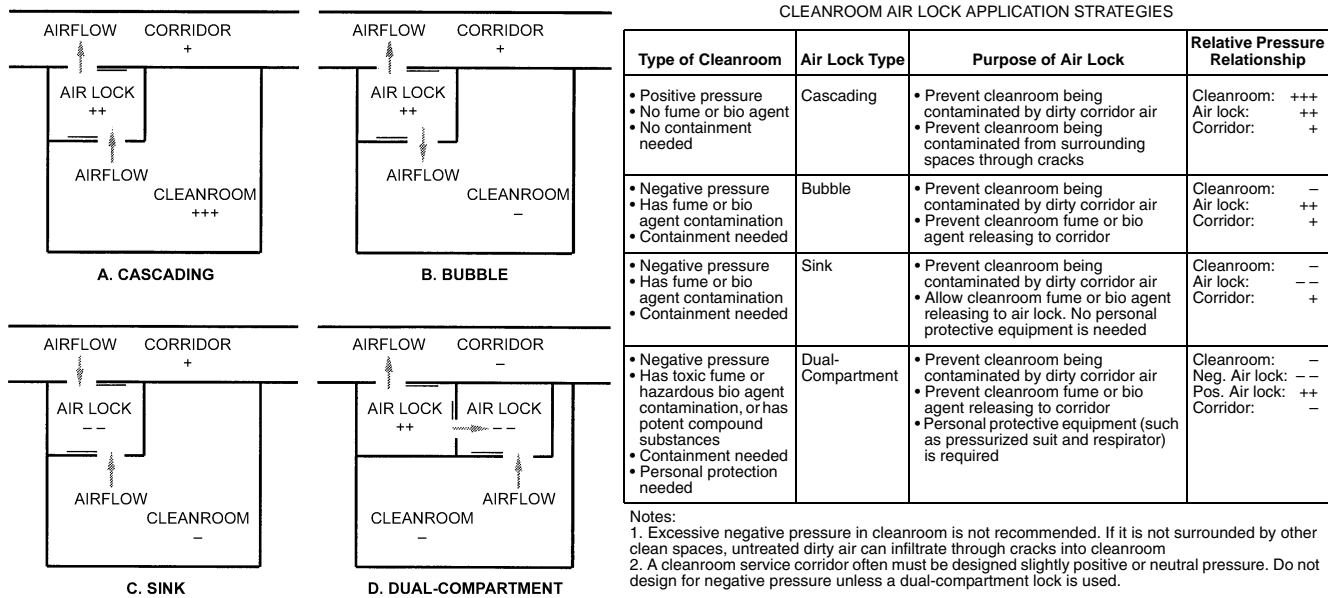 AIRFLOW CORRIDOR
+
AIR LOCK
++
AIRFLOW
CLEANROOM
+++
A. CASCADING
AIRFLOW CORRIDOR
+
AIR LOCK
++
AIRFLOW
CLEANROOM
–
B. BUBBLE
AIRFLOW CORRIDOR
+
AIR LOCK
– –
AIRFLOW
CLEANROOM
–
C. SINK
AIRFLOW CORRIDOR
–
AIR LOCK AIR LOCK
++ – –
AIRFLOW
CLEANROOM
–
D. DUAL-COMPARTMENT
CLEANROOM AIR LOCK APPLICATION STRATEGIES
Type of Cleanroom
Air Lock Type
Purpose of Air Lock
Relative Pressure
Relationship
• Positive pressure
• No fume or bio agent
• No containment
needed
Cascading
• Prevent cleanroom being
contaminated by dirty corridor air
• Prevent cleanroom being
contaminated from surrounding
spaces through cracks
Cleanroom: +++
Air lock: ++
Corridor: +
• Negative pressure
• Has fume or bio
agent contamination
• Containment needed
Bubble
• Prevent cleanroom being
contaminated by dirty corridor air
• Prevent cleanroom fume or bio
agent releasing to corridor
Cleanroom: –
Air lock: ++
Corridor: +
• Negative pressure
• Has fume or bio
agent contamination
• Containment needed
Sink
• Prevent cleanroom being
contaminated by dirty corridor air
• Allow cleanroom fume or bio agent
releasing to air lock. No personal
protective equipment is needed
Cleanroom: –
Air lock: – –
Corridor: +
• Negative pressure
• Has toxic fume or
hazardous bio agent
contamination, or has
potent compound
substances
• Containment needed
• Personal protection
needed
Dual-
Compartment
• Prevent cleanroom being
contaminated by dirty corridor air
• Prevent cleanroom fume or bio
agent releasing to corridor
• Personal protective equipment (such
as pressurized suit and respirator)
is required
Cleanroom: –
Neg. Air lock: – –
Pos. Air lock: ++
Corridor: –
Notes:
1. Excessive negative pressure in cleanroom is not recommended. If it is not surrounded by other
clean spaces, untreated dirty air can infiltrate through cracks into cleanroom
2. A cleanroom service corridor often must be designed slightly positive or neutral pressure. Do not
design for negative pressure unless a dual-compartment lock is used.